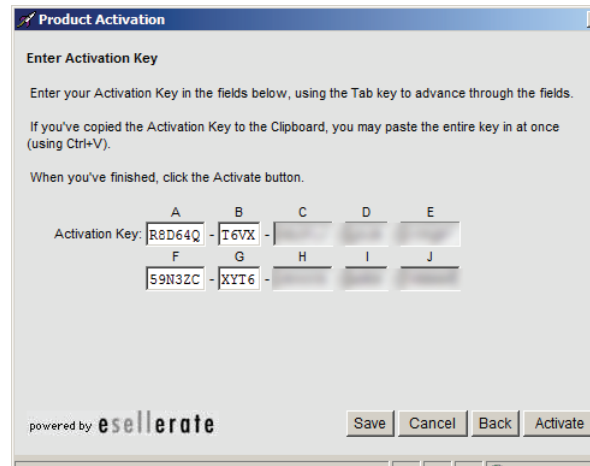 Product Activation
Enter Activation Key
Enter your Activation Key in the fields below, using the Tab key to advance through the fields.
If you've copied the Activation Key to the Clipboard, you may paste the entire key in at once
(using Ctrl+V).
When you've finished, click the Activate button.
A B C D E
Activation Key: R8D64Q - T6VX -
F G H I J
59N3ZC - XYT6 -
powered by esellerate Save Cancel Back Activate